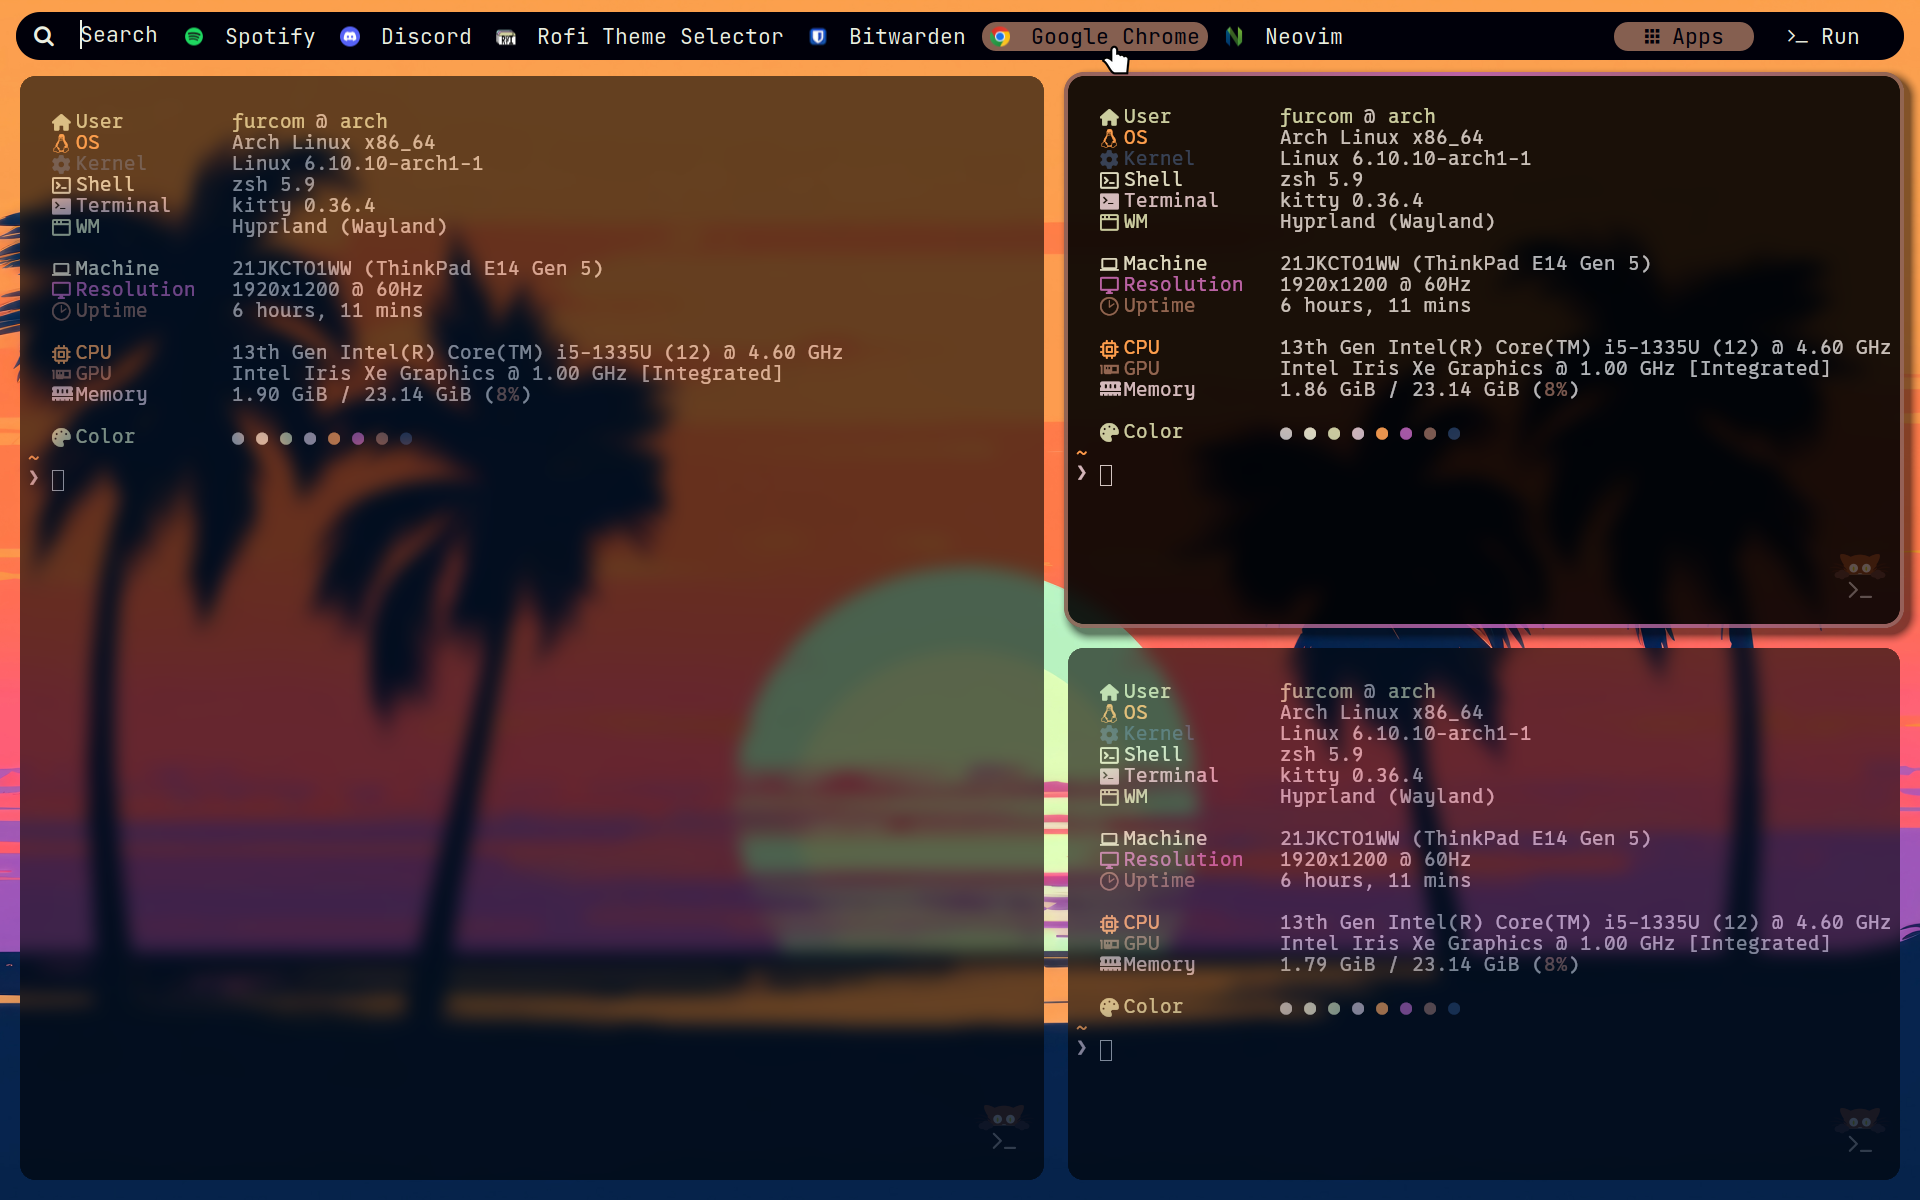 Search Spotify Discord Rofi Theme Selector Bitwarden Google Chrome Neovim Apps >_ Run
User ƒurcom @ arch
OS Arch Linux x86_64
Kernel Linux 6.10.10-arch1-1
Shell zsh 5.9
Terminal kitty 0.36.4
WM Hyprland (Wayland)
Machine 21JKCTO1WW (ThinkPad E14 Gen 5)
Resolution 1920x1200 @ 60Hz
Uptime 6 hours, 11 mins
CPU 13th Gen Intel(R) Core(TM) i5-1335U (12) @ 4.60 GHz
GPU Intel Iris Xe Graphics @ 1.00 GHz [Integrated]
Memory 1.90 GiB / 23.14 GiB (8%)
Color
~
❯
User ƒurcom @ arch
OS Arch Linux x86_64
Kernel Linux 6.10.10-arch1-1
Shell zsh 5.9
Terminal kitty 0.36.4
WM Hyprland (Wayland)
Machine 21JKCTO1WW (ThinkPad E14 Gen 5)
Resolution 1920x1200 @ 60Hz
Uptime 6 hours, 11 mins
CPU 13th Gen Intel(R) Core(TM) i5-1335U (12) @ 4.60 GHz
GPU Intel Iris Xe Graphics @ 1.00 GHz [Integrated]
Memory 1.86 GiB / 23.14 GiB (8%)
Color
~
❯
User ƒurcom @ arch
OS Arch Linux x86_64
Kernel Linux 6.10.10-arch1-1
Shell zsh 5.9
Terminal kitty 0.36.4
WM Hyprland (Wayland)
Machine 21JKCTO1WW (ThinkPad E14 Gen 5)
Resolution 1920x1200 @ 60Hz
Uptime 6 hours, 11 mins
CPU 13th Gen Intel(R) Core(TM) i5-1335U (12) @ 4.60 GHz
GPU Intel Iris Xe Graphics @ 1.00 GHz [Integrated]
Memory 1.79 GiB / 23.14 GiB (8%)
Color
~
❯